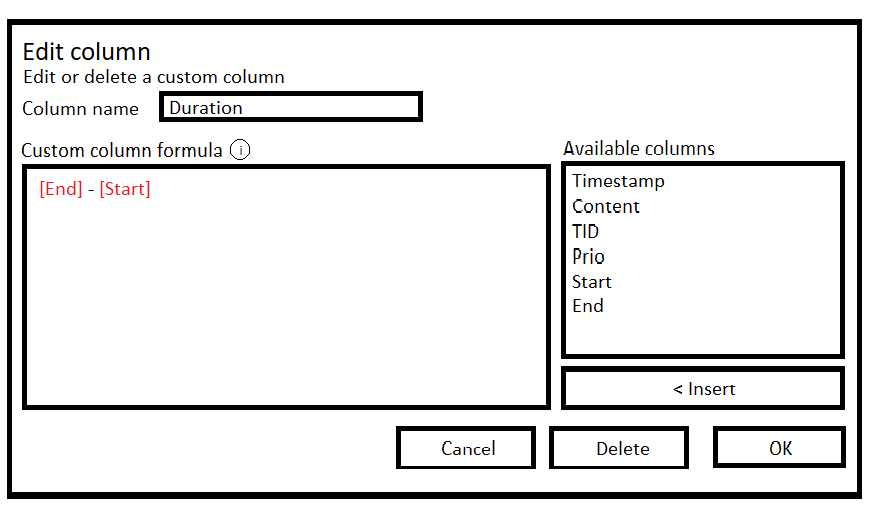 Edit column
Edit or delete a custom column
Column name Duration
Custom column formula i
[End] - [Start]
Available columns
Timestamp
Content
TID
Prio
Start
End
< Insert
Cancel Delete OK